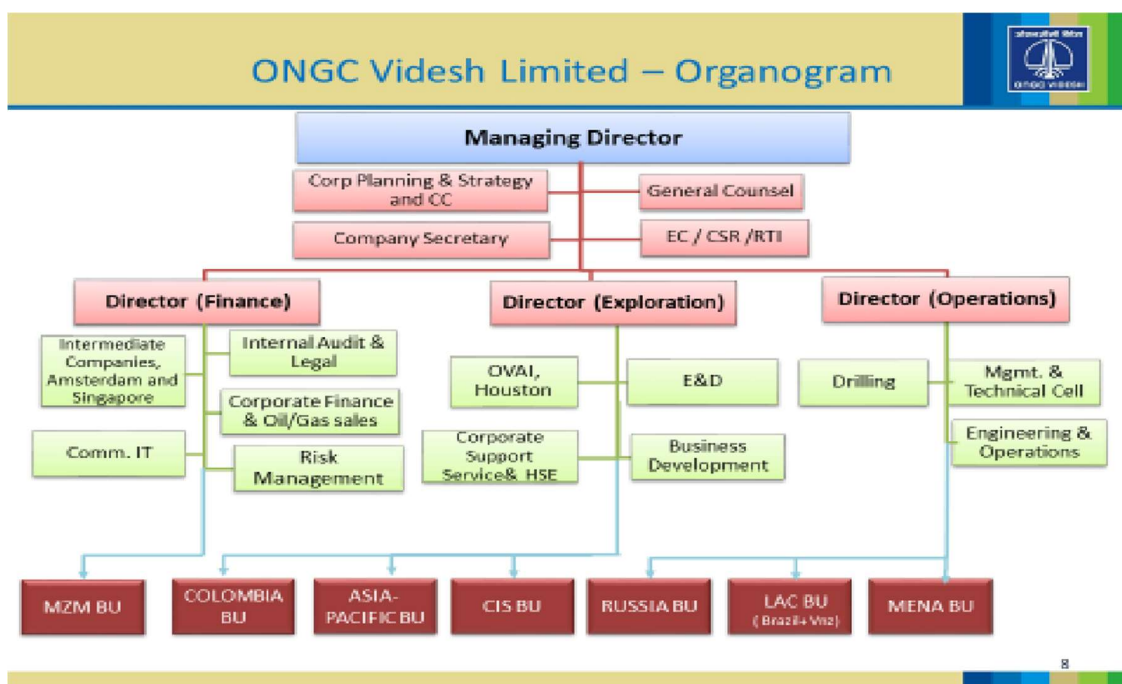 ONGC Videsh Limited – Organogram
ओएनजीसी विदेश
ONGC VIDESH
Managing Director
Corp Planning & Strategy
and CC
General Counsel
Company Secretary
EC / CSR /RTI
Director (Finance)
Director (Exploration)
Director (Operations)
Intermediate
Companies,
Amsterdam and
Singapore
Internal Audit &
Legal
Corporate Finance
& Oil/Gas sales
Comm. IT
Risk
Management
OVAI,
Houston
E&D
Corporate
Support
Service& HSE
Business
Development
Drilling
Mgmt. &
Technical Cell
Engineering &
Operations
MZM BU
COLOMBIA
BU
ASIA-
PACIFIC BU
CIS BU
RUSSIA BU
LAC BU
( Brazil+ Vnz)
MENA BU
8